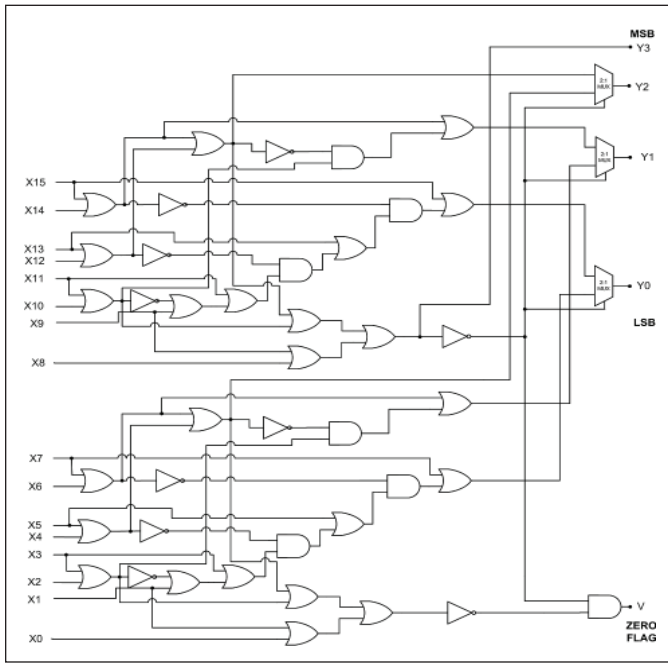 MSB
Y3
2:1
MUX
Y2
2:1
MUX
Y1
X15
X14
X13
X12
X11
2:1
MUX
Y0
X10
X9
LSB
X8
X7
X6
X5
X4
X3
X2
X1
V
X0
ZERO
FLAG